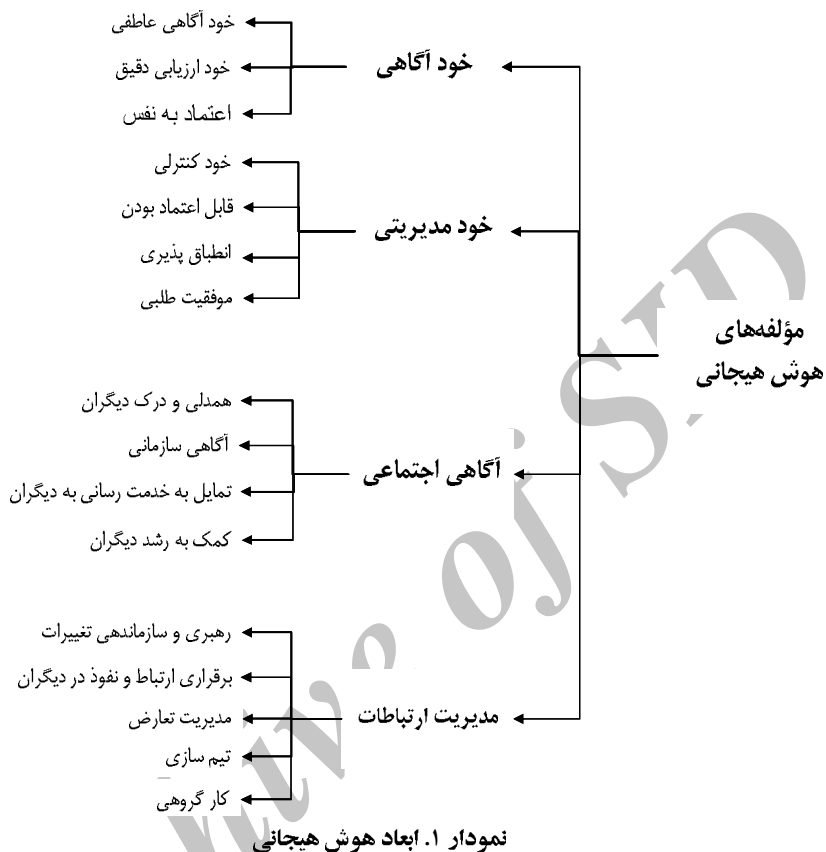 مؤلفه‌های
هوش هیجانی
خود آگاهی
خود آگاهی عاطفی
خود ارزیابی دقیق
اعتماد به نفس
خود مدیریتی
خود کنترلی
قابل اعتماد بودن
انطباق پذیری
موفقیت طلبی
آگاهی اجتماعی
همدلی و درک دیگران
آگاهی سازمانی
تمایل به خدمت رسانی به دیگران
کمک به رشد دیگران
مدیریت ارتباطات
رهبری و سازماندهی تغییرات
برقراری ارتباط و نفوذ در دیگران
مدیریت تعارض
تیم سازی
کار گروهی
نمودار ۱. ابعاد هوش هیجانی